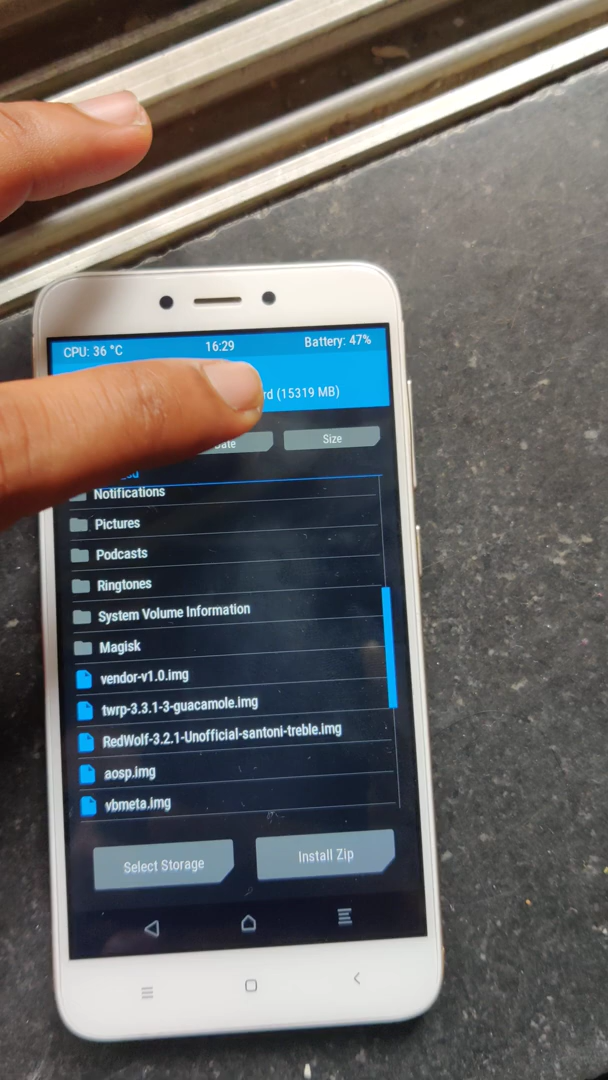 CPU: 36 °C 16:29 Battery: 47%
(15319 MB)
Size
Notifications
Pictures
Podcasts
Ringtones
System Volume Information
Magisk
vendor-v1.0.img
twrp-3.3.1-3-guacamole.img
RedWolf-3.2.1-Unofficial-santoni-treble.img
aosp.img
vbmeta.img
Select Storage Install Zip